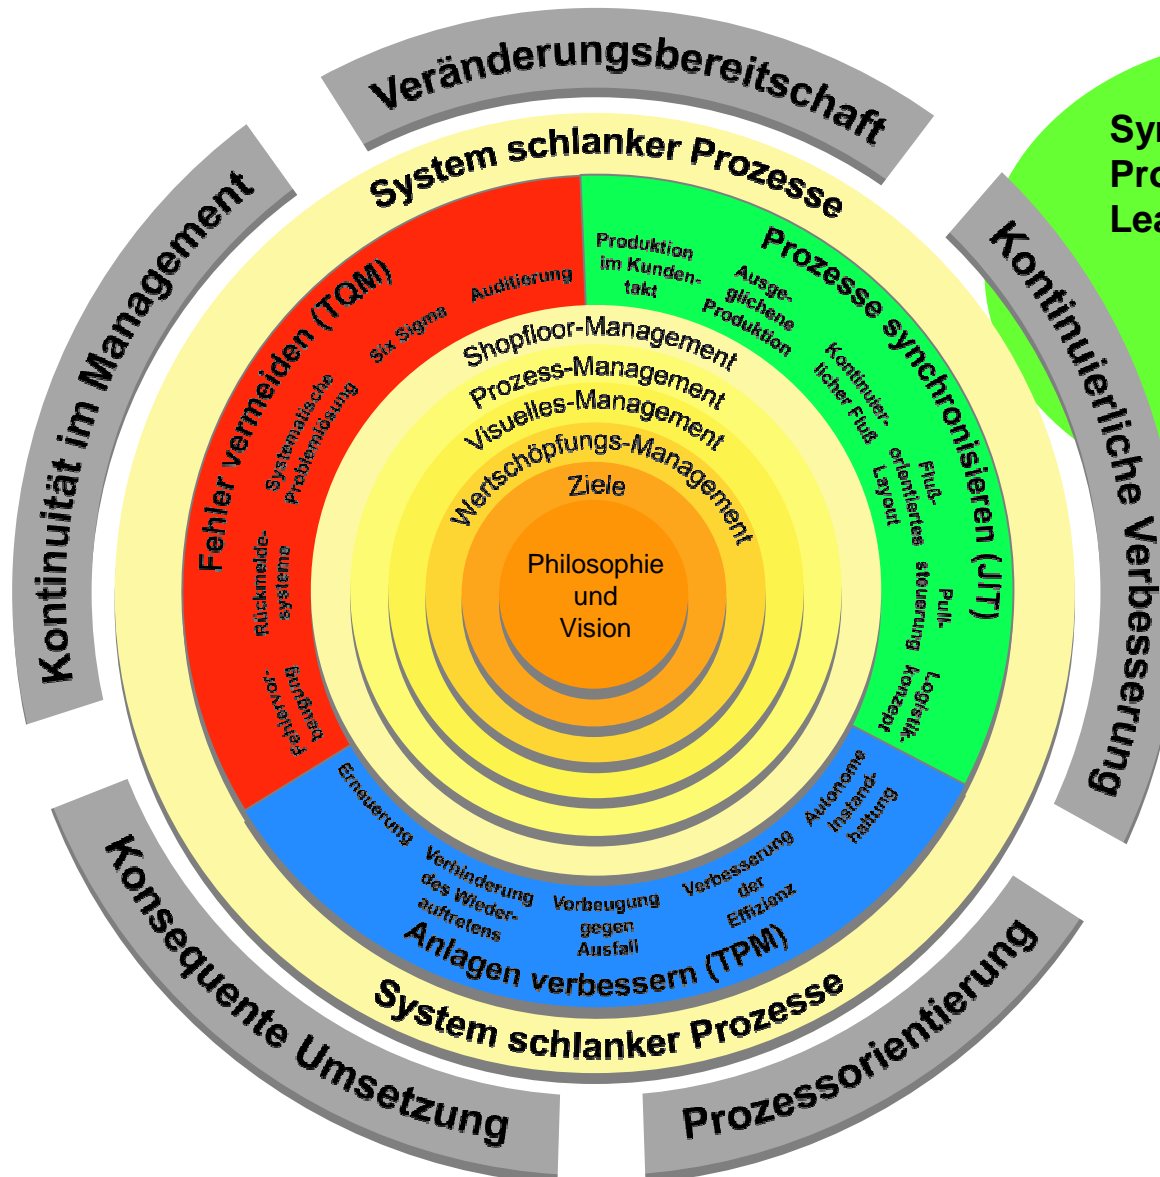 Veränderungsbereitschaft
Kontinuierliche Verbesserung
Prozessorientierung
Konsequente Umsetzung
Kontinuität im Management
System schlanker Prozesse
Fehler vermeiden (TQM)
Auditierung
Six Sigma
Systematische
Problemlösung
Rückmelde-
systeme
Fehlervor-
beugung
Prozesse synchronisieren (JIT)
Produktion
im Kunden-
takt
Ausge-
glichene
Produktion
Kontinuier-
licher Fluß
Fluß-
orientiertes
Layout
Pull-
steuerung
Logistik-
konzept
Anlagen verbessern (TPM)
Autonome
Instand-
haltung
Verbesserung
der
Effizienz
Vorbeugung
gegen
Ausfall
Verhinderung
des Wieder-
auftretens
Erneuerung
System schlanker Prozesse
Shopfloor-Management
Prozess-Management
Visuelles-Management
Wertschöpfungs-Management
Ziele
Philosophie
und
Vision